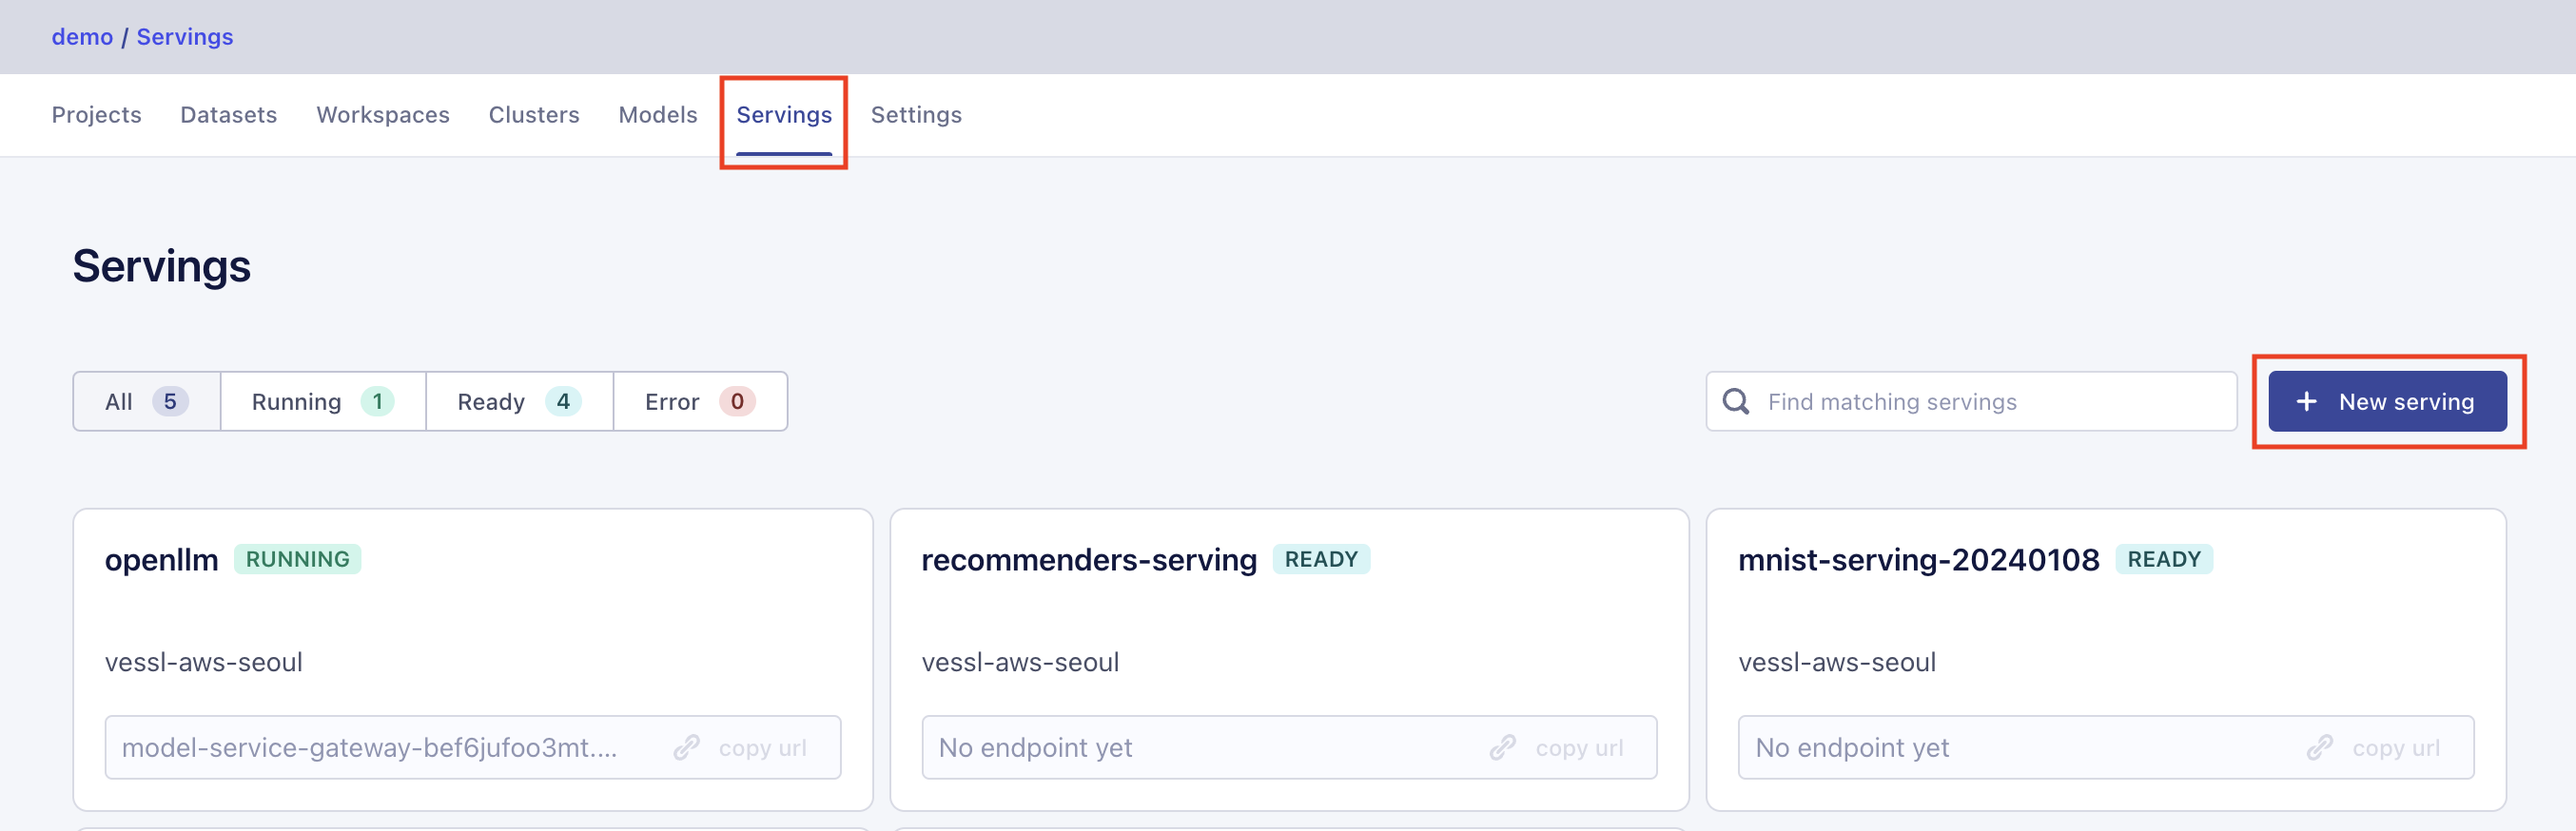 demo / Servings
Projects Datasets Workspaces Clusters Models Servings Settings
Servings
All 5 Running 1 Ready 4 Error 0 Find matching servings + New serving
openllm RUNNING
vessl-aws-seoul
model-service-gateway-bef6jufoo3mt.... copy url
recommenders-serving READY
vessl-aws-seoul
No endpoint yet copy url
mnist-serving-20240108 READY
vessl-aws-seoul
No endpoint yet copy url